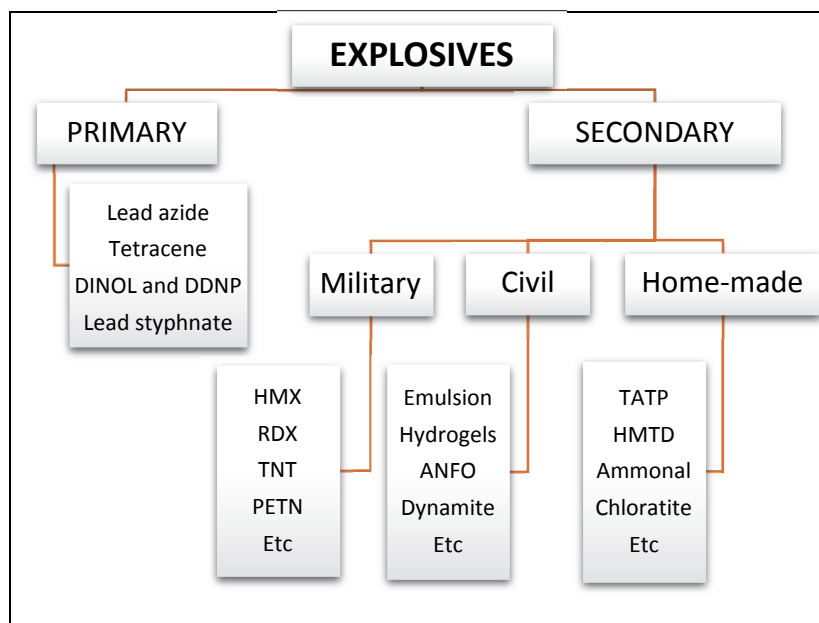 EXPLOSIVES
PRIMARY
SECONDARY
Lead azide
Tetracene
DINOL and DDNP
Lead styphnate
Military
Civil
Home-made
HMX
RDX
TNT
PETN
Etc
Emulsion
Hydrogels
ANFO
Dynamite
Etc
TATP
HMTD
Ammonal
Chloratite
Etc